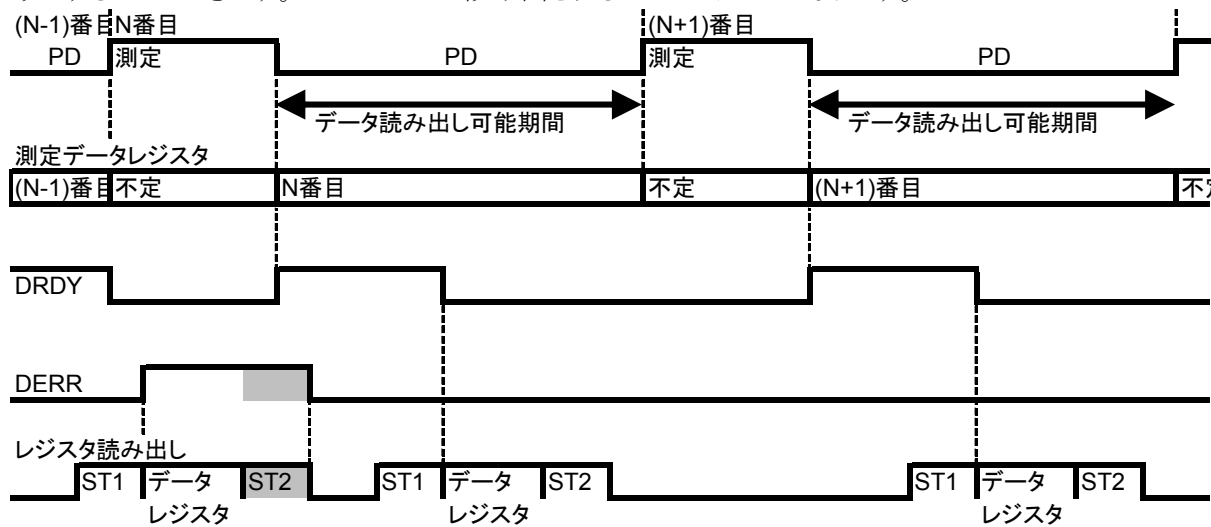 (N-1)番目 N番目 (N+1)番目
PD 測定 PD 測定 PD
データ読み出し可能期間 データ読み出し可能期間
測定データレジスタ
(N-1)番目 不定 N番目 不定 (N+1)番目
DRDY
DERR
レジスタ読み出し
ST1 データ ST2 ST1 データ ST2 ST1 データ ST2
レジスタ レジスタ レジスタ